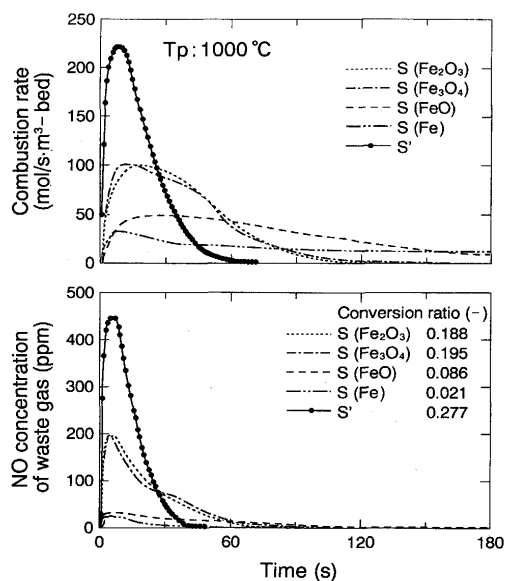 Combustion rate
(mol/s·m³– bed)
250
200
150
100
50
0
Tp : 1000 °C
S (Fe₂O₃)
S (Fe₃O₄)
S (FeO)
S (Fe)
S'
NO concentration
of waste gas (ppm)
500
400
300
200
100
0
Conversion ratio (–)
S (Fe₂O₃) 0.188
S (Fe₃O₄) 0.195
S (FeO) 0.086
S (Fe) 0.021
S' 0.277
0 60 120 180
Time (s)